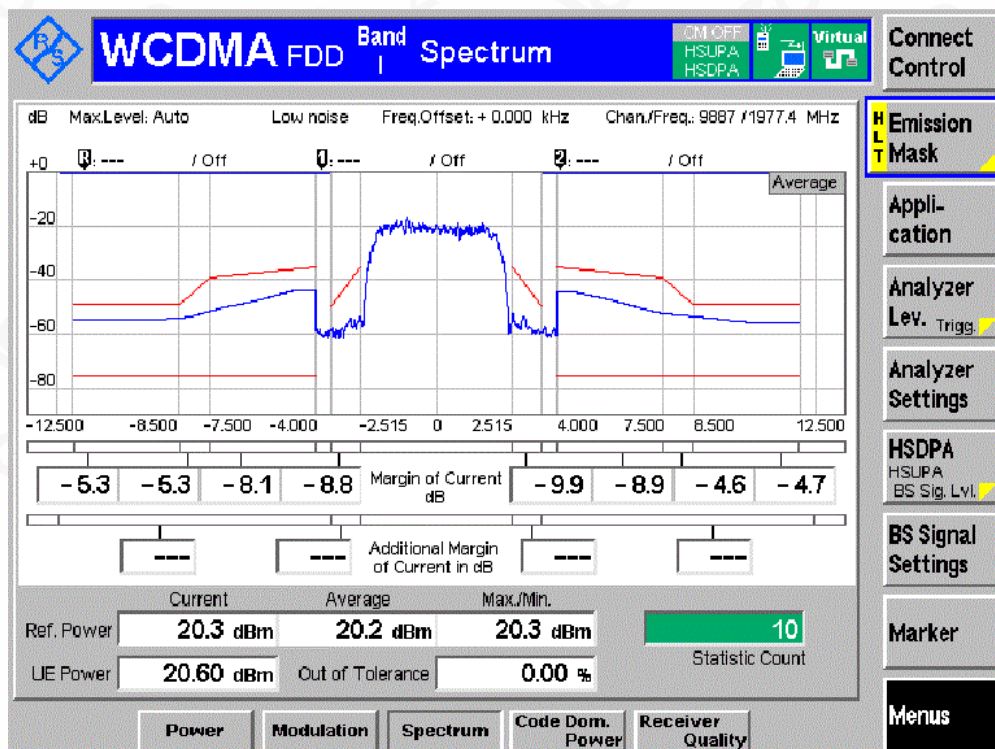 R/S
WCDMA FDD Band I Spectrum
CM OFF
HSUPA
HSDPA
Virtual
Connect
Control
dB Max.Level: Auto Low noise Freq.Offset: + 0.000 kHz Chan./Freq.: 9887 / 1977.4 MHz
H
L
T
Emission
Mask
R: --- / Off 1: --- / Off 2: --- / Off
+0
Average
-20
-40
-60
-80
-12.500 -8.500 -7.500 -4.000 -2.515 0 2.515 4.000 7.500 8.500 12.500
Appli-
cation
Analyzer
Lev. Trigg.
Analyzer
Settings
- 5.3 - 5.3 - 8.1 - 8.8 Margin of Current dB - 9.9 - 8.9 - 4.6 - 4.7
HSDPA
HSUPA
BS Sig. Lvl.
--- --- Additional Margin of Current in dB --- ---
BS Signal
Settings
Current Average Max./Min.
Ref. Power 20.3 dBm 20.2 dBm 20.3 dBm 10
Statistic Count
UE Power 20.60 dBm Out of Tolerance 0.00 %
Marker
Menus
Power Modulation Spectrum Code Dom. Power Receiver Quality